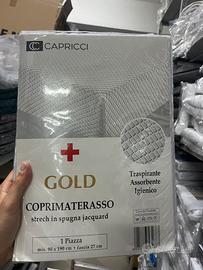 CC CAPRICCI
GOLD
Traspirante
Assorbente
Igienico
COPRIMATERASSO
strech in spugna jacquard
1 Piazza
mis. 90 x 190 cm + fascia 27 cm